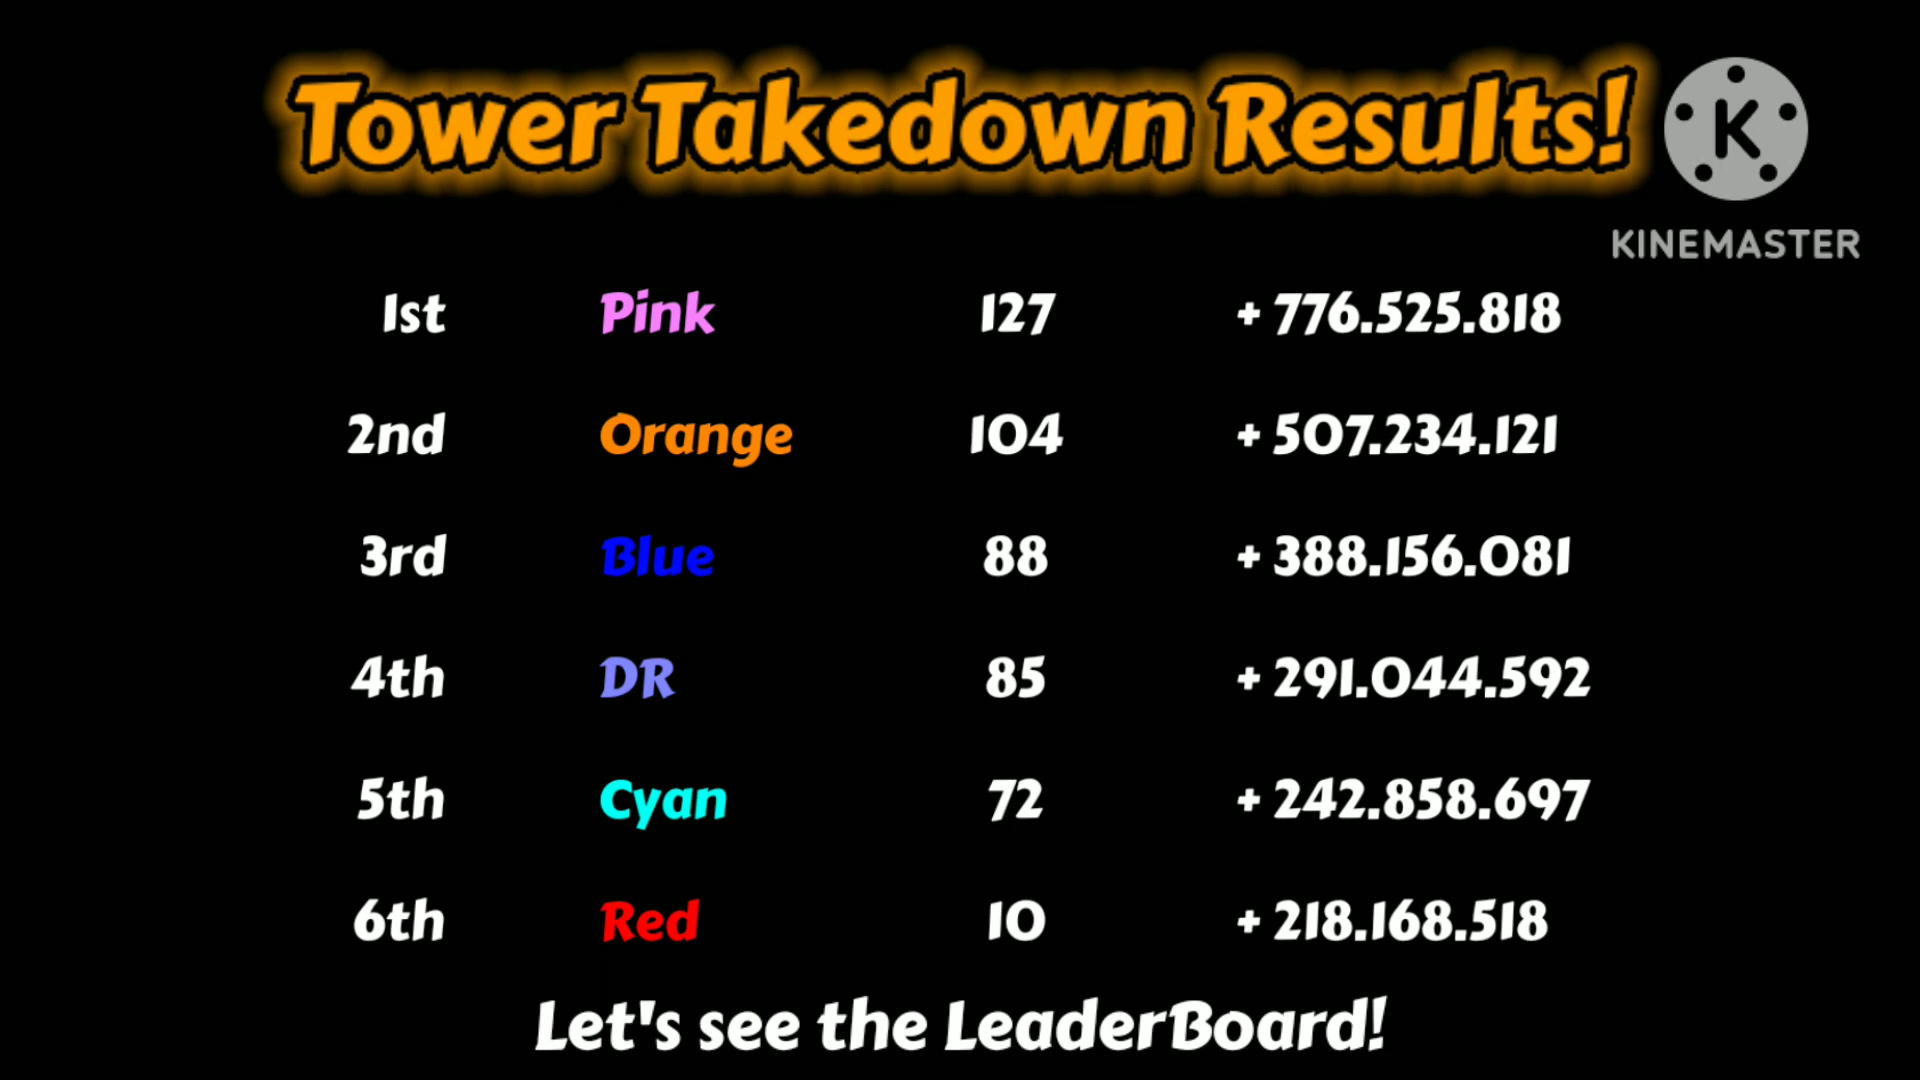 Tower Takedown Results!
K
KINEMASTER
1st Pink 127 + 776.525.818
2nd Orange 104 + 507.234.121
3rd Blue 88 + 388.156.081
4th DR 85 + 291.044.592
5th Cyan 72 + 242.858.697
6th Red 10 + 218.168.518
Let's see the LeaderBoard!